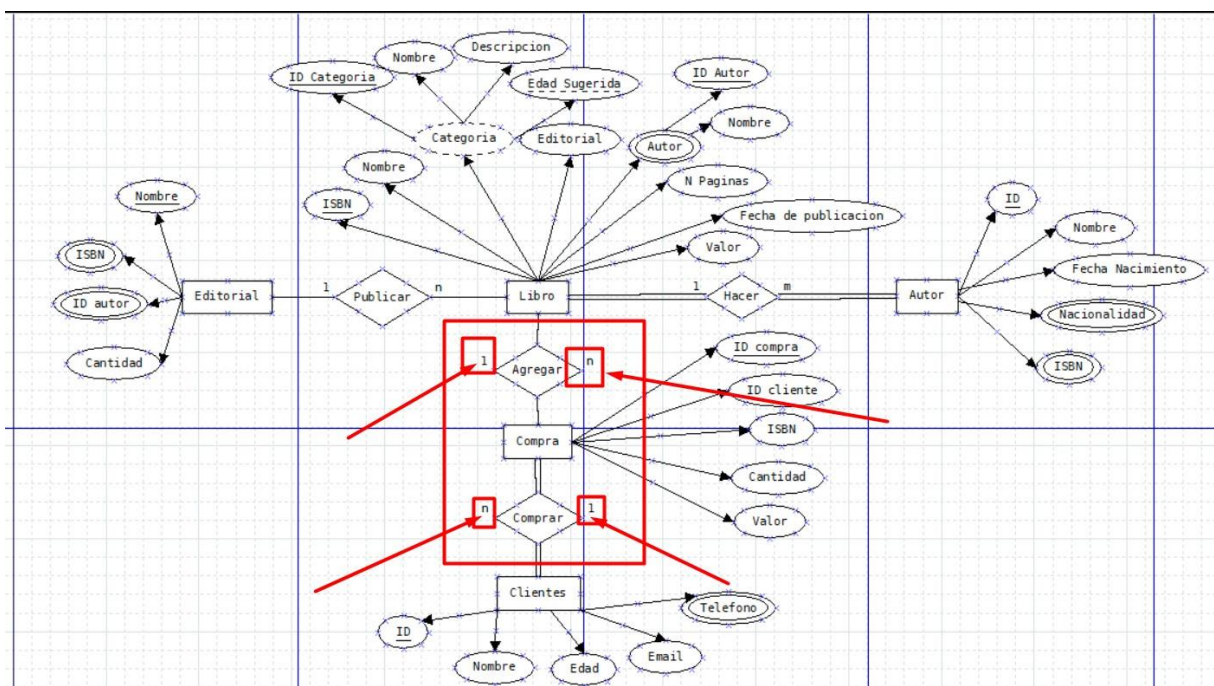 Descripcion
Nombre
ID Categoria
Edad Sugerida
ID Autor
Categoria
Editorial
Autor
Nombre
Nombre
N Paginas
Nombre
ISBN
Fecha de publicacion
ID
Valor
Nombre
ISBN
Fecha Nacimiento
Editorial
1
Publicar
n
Libro
1
Hacer
m
Autor
ID autor
Nacionalidad
Cantidad
1
Agregar
n
ID compra
ISBN
ID cliente
Compra
ISBN
Cantidad
n
Comprar
1
Valor
Clientes
Telefono
ID
Nombre
Edad
Email